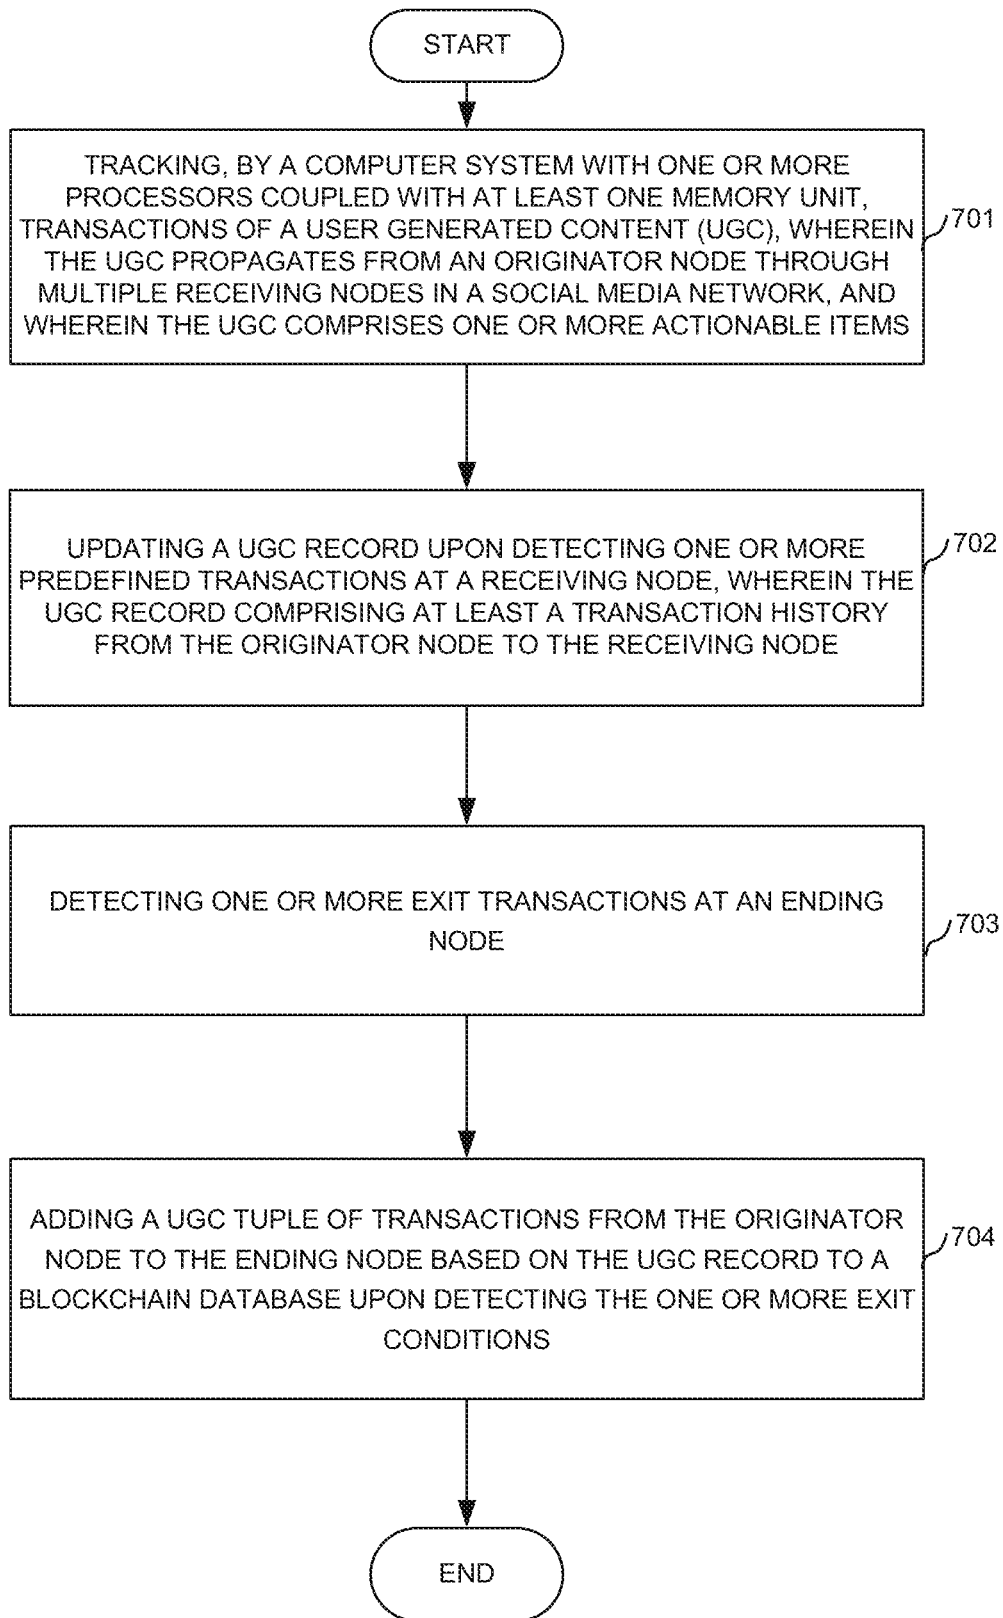 START
TRACKING, BY A COMPUTER SYSTEM WITH ONE OR MORE
PROCESSORS COUPLED WITH AT LEAST ONE MEMORY UNIT,
TRANSACTIONS OF A USER GENERATED CONTENT (UGC), WHEREIN
THE UGC PROPAGATES FROM AN ORIGINATOR NODE THROUGH
MULTIPLE RECEIVING NODES IN A SOCIAL MEDIA NETWORK, AND
WHEREIN THE UGC COMPRISES ONE OR MORE ACTIONABLE ITEMS
701
UPDATING A UGC RECORD UPON DETECTING ONE OR MORE
PREDEFINED TRANSACTIONS AT A RECEIVING NODE, WHEREIN THE
UGC RECORD COMPRISING AT LEAST A TRANSACTION HISTORY
FROM THE ORIGINATOR NODE TO THE RECEIVING NODE
702
DETECTING ONE OR MORE EXIT TRANSACTIONS AT AN ENDING
NODE
703
ADDING A UGC TUPLE OF TRANSACTIONS FROM THE ORIGINATOR
NODE TO THE ENDING NODE BASED ON THE UGC RECORD TO A
BLOCKCHAIN DATABASE UPON DETECTING THE ONE OR MORE EXIT
CONDITIONS
704
END